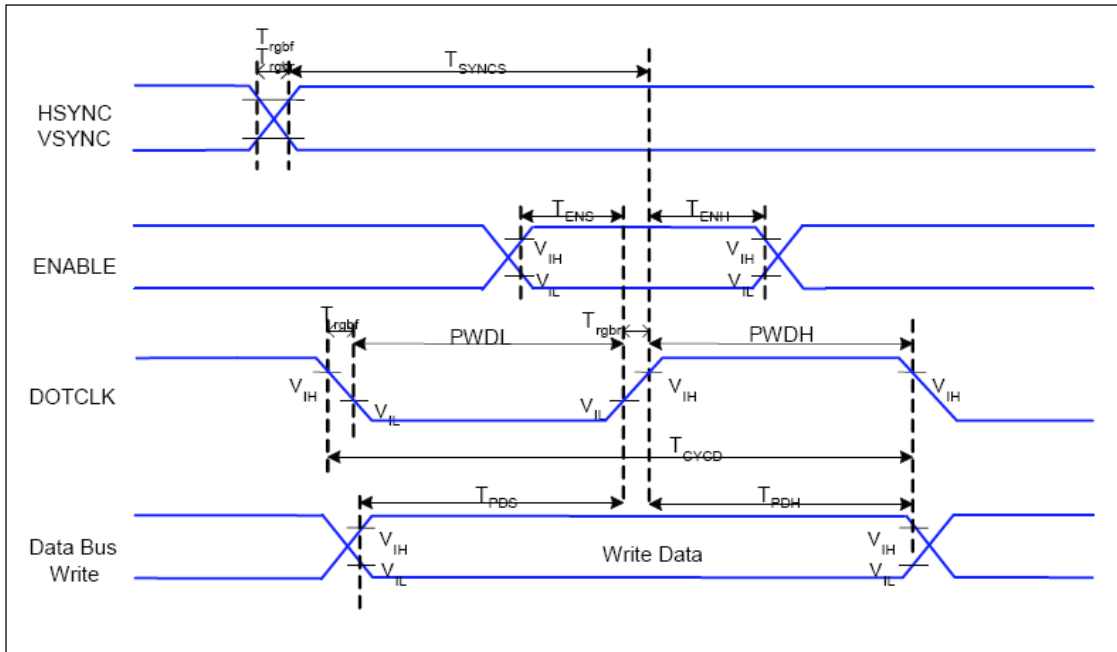 Trgbf
Trgbr
TSYNCS
HSYNC
VSYNC
TENS
TENH
VIH
VIH
ENABLE
VIL
VIL
Trgbf
Trgbr
PWDL
PWDH
VIH
VIH
VIH
DOTCLK
VIL
VIL
TCYCD
TPDS
TPDH
VIH
VIH
Data Bus
Write
Write Data
VIL
VIL